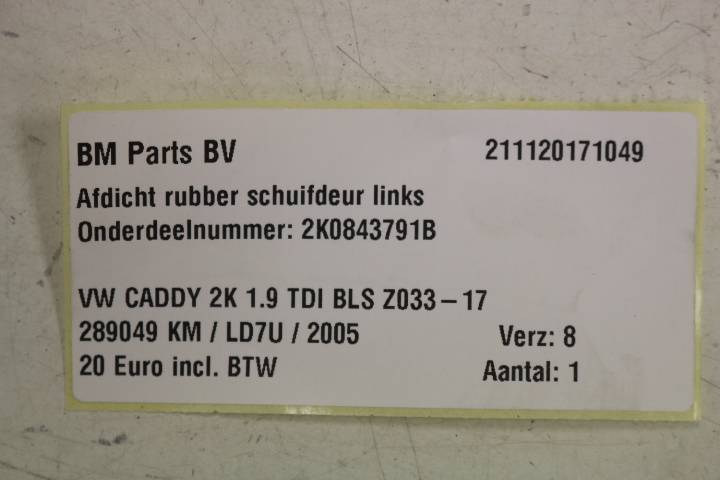 BM Parts BV 211120171049
Afdicht rubber schuifdeur links
Onderdeelnummer: 2K0843791B
VW CADDY 2K 1.9 TDI BLS Z033-17
289049 KM / LD7U / 2005 Verz: 8
20 Euro incl. BTW Aantal: 1